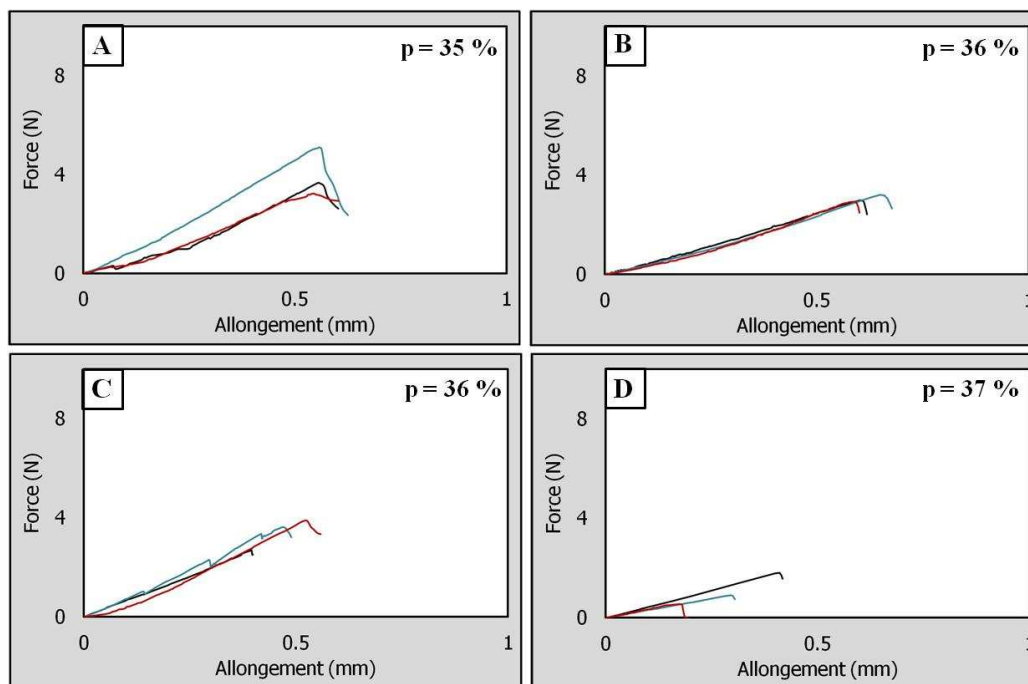 A
p = 35 %
Force (N)
8
4
0
0
0.5
1
Allongement (mm)
B
p = 36 %
Force (N)
8
4
0
0
0.5
1
Allongement (mm)
C
p = 36 %
Force (N)
8
4
0
0
0.5
1
Allongement (mm)
D
p = 37 %
Force (N)
8
4
0
0
0.5
1
Allongement (mm)